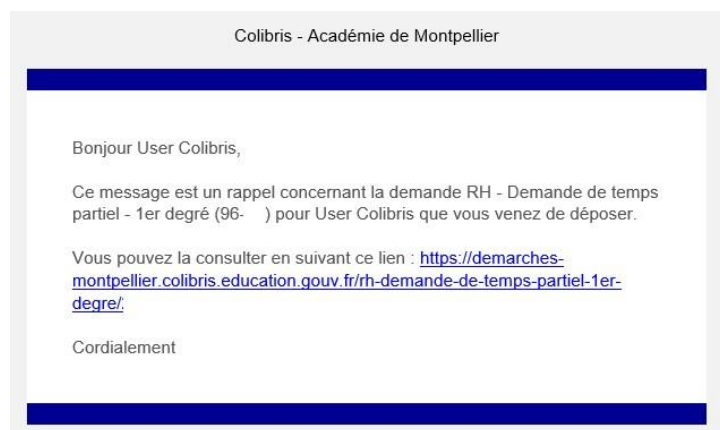 Colibris - Académie de Montpellier
Bonjour User Colibris,
Ce message est un rappel concernant la demande RH - Demande de temps
partiel - 1er degré (96-   ) pour User Colibris que vous venez de déposer.
Vous pouvez la consulter en suivant ce lien : https://demarches-
montpellier.colibris.education.gouv.fr/rh-demande-de-temps-partiel-1er-
degre/
Cordialement